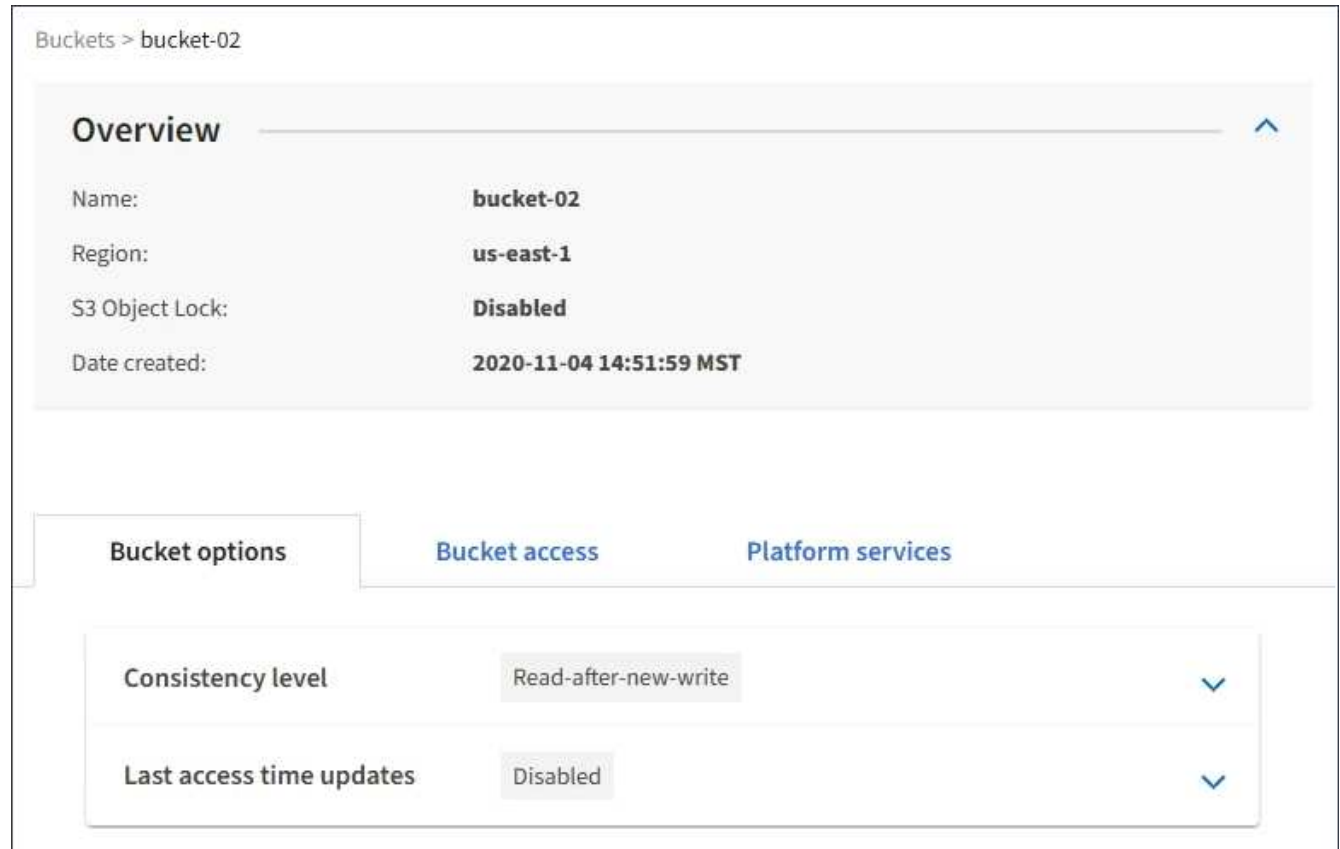 Buckets > bucket-02
Overview
Name: bucket-02
Region: us-east-1
S3 Object Lock: Disabled
Date created: 2020-11-04 14:51:59 MST
Bucket options Bucket access Platform services
Consistency level Read-after-new-write
Last access time updates Disabled